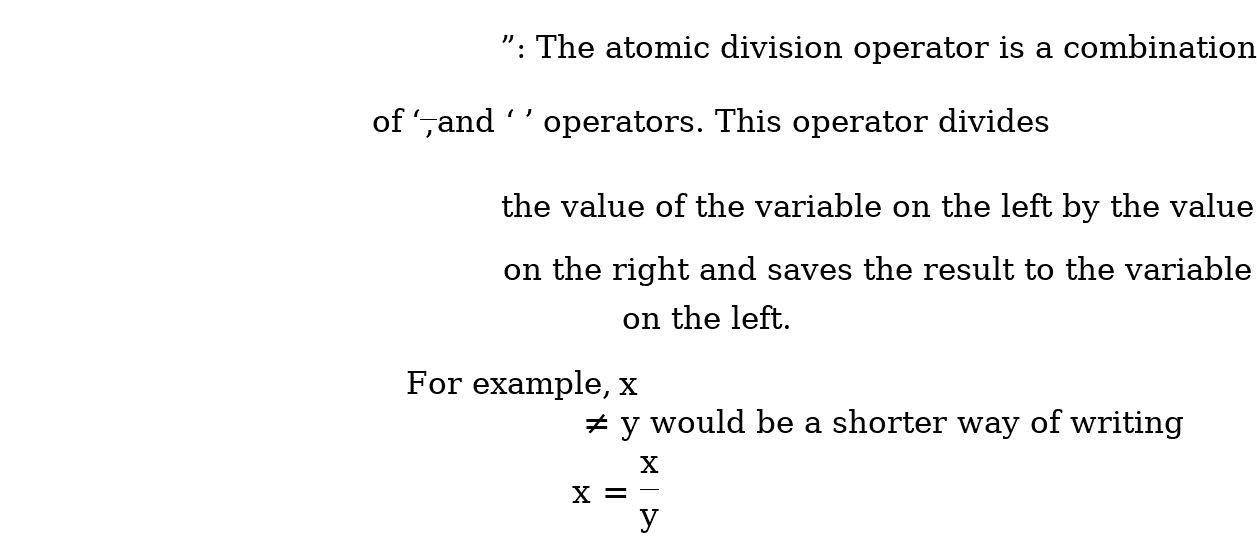 ”: The atomic division operator is a combination
of ‘—,and ‘ ’ operators. This operator divides
the value of the variable on the left by the value
on the right and saves the result to the variable
on the left.
For example, x
≠ y would be a shorter way of writing
x
x = —
y